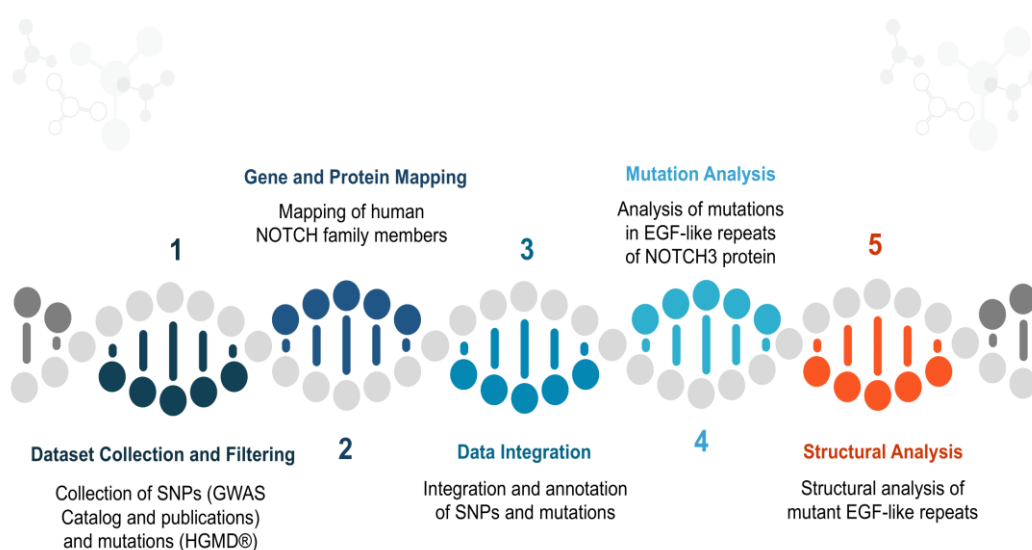 1
Dataset Collection and Filtering
Collection of SNPs (GWAS
Catalog and publications)
and mutations (HGMD®)
Gene and Protein Mapping
Mapping of human
NOTCH family members
2
3
Data Integration
Integration and annotation
of SNPs and mutations
Mutation Analysis
Analysis of mutations
in EGF-like repeats
of NOTCH3 protein
4
5
Structural Analysis
Structural analysis of
mutant EGF-like repeats